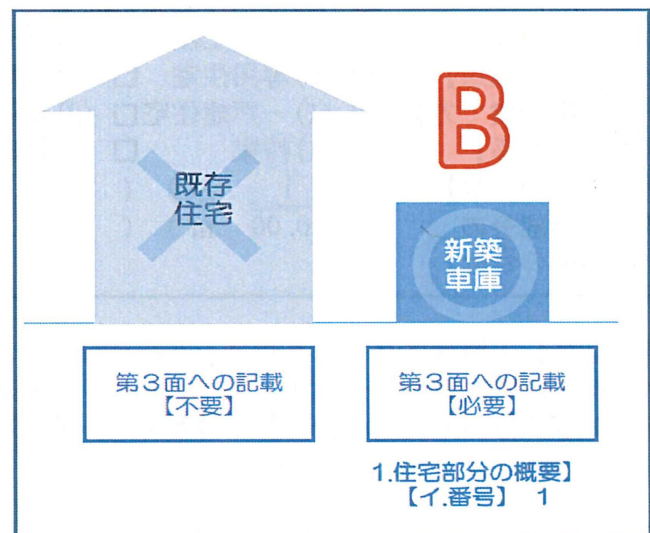 B
既存
住宅
新築
車庫
第3面への記載
【不要】
第3面への記載
【必要】
1.住宅部分の概要】
【イ.番号】 1